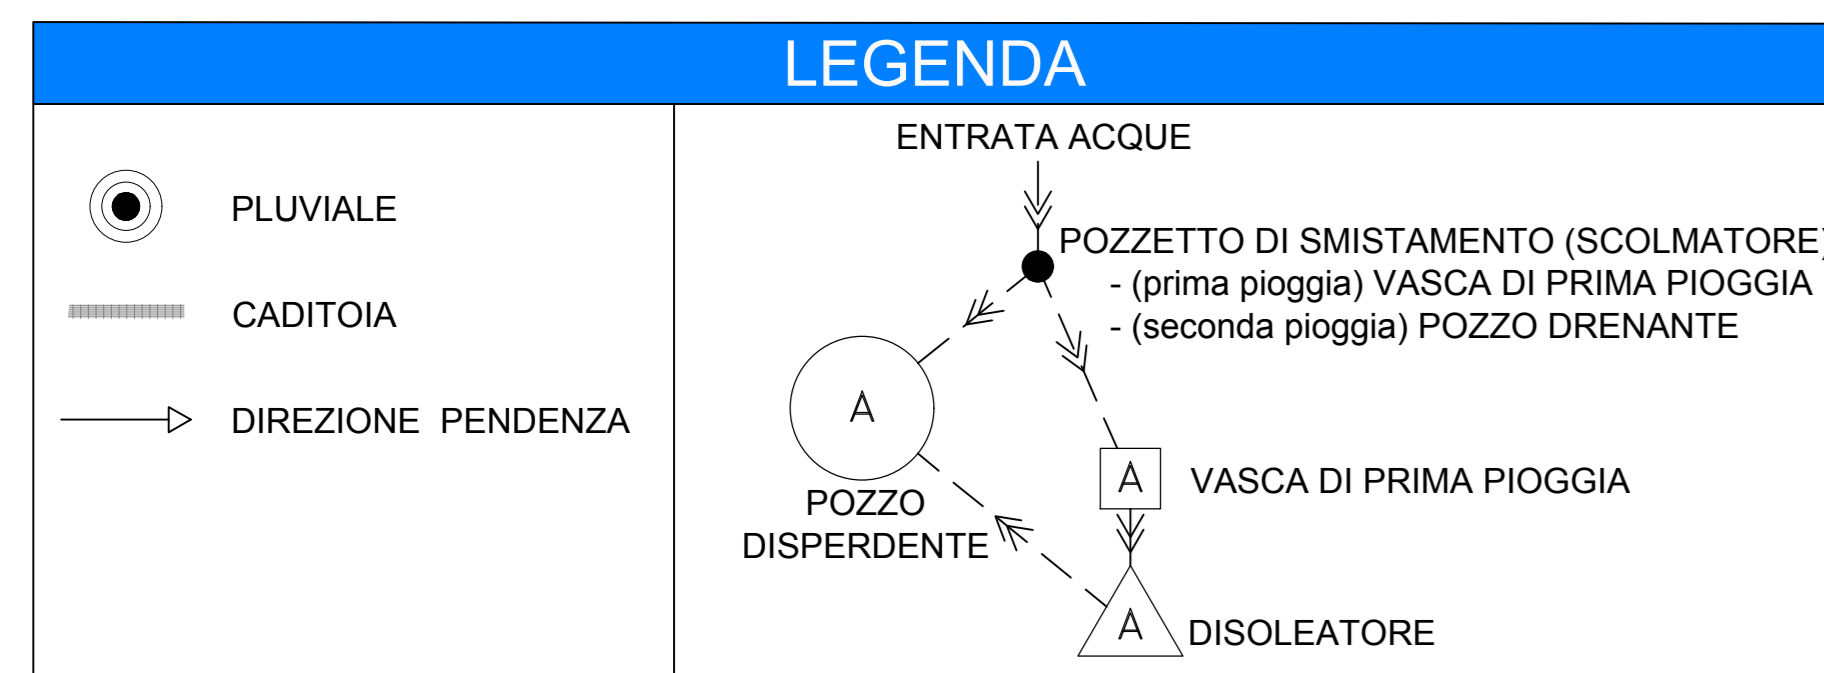 LEGENDA
PLUVIALE
CADITOIA
DIREZIONE PENDENZA
ENTRATA ACQUE
POZZETTO DI SMISTAMENTO (SCOLMATORE)
- (prima pioggia) VASCA DI PRIMA PIOGGIA
- (seconda pioggia) POZZO DRENANTE
A
POZZO
DISPERDENTE
A
VASCA DI PRIMA PIOGGIA
A
DISOLEATORE